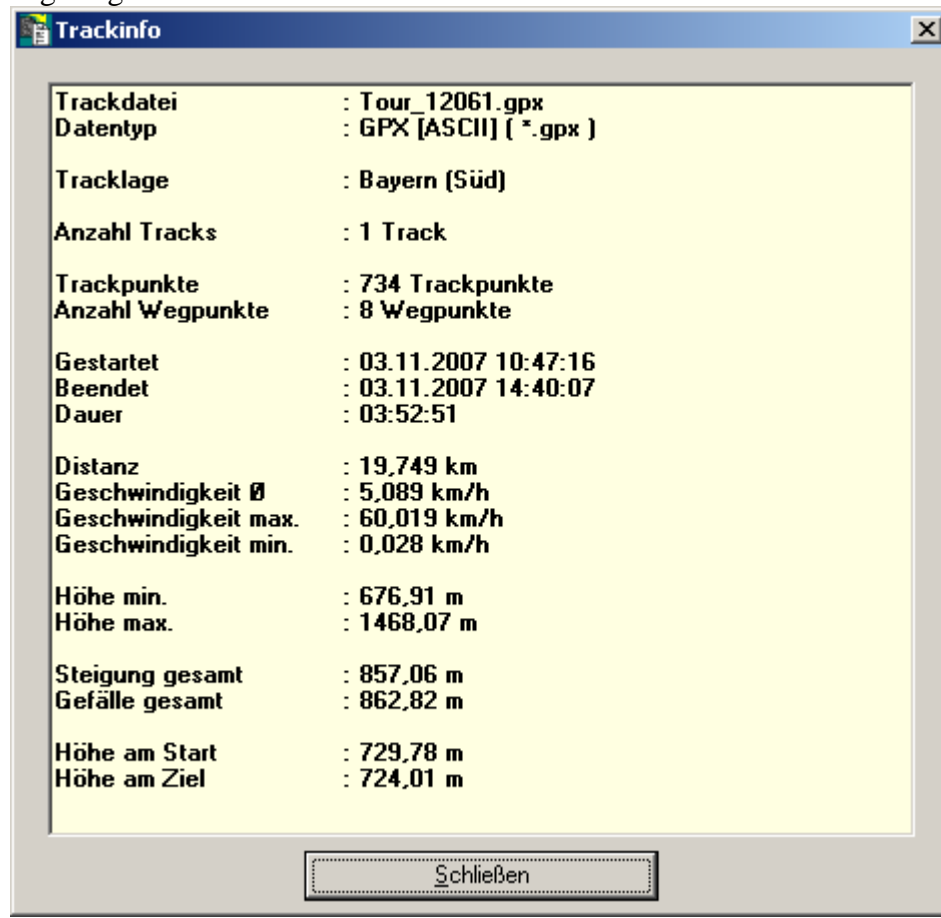 Trackinfo
Trackdatei : Tour_12061.gpx
Datentyp : GPX [ASCII] ( *.gpx )
Tracklage : Bayern (Süd)
Anzahl Tracks : 1 Track
Trackpunkte : 734 Trackpunkte
Anzahl Wegpunkte : 8 Wegpunkte
Gestartet : 03.11.2007 10:47:16
Beendet : 03.11.2007 14:40:07
Dauer : 03:52:51
Distanz : 19,749 km
Geschwindigkeit Ø : 5,089 km/h
Geschwindigkeit max. : 60,019 km/h
Geschwindigkeit min. : 0,028 km/h
Höhe min. : 676,91 m
Höhe max. : 1468,07 m
Steigung gesamt : 857,06 m
Gefälle gesamt : 862,82 m
Höhe am Start : 729,78 m
Höhe am Ziel : 724,01 m
Schließen